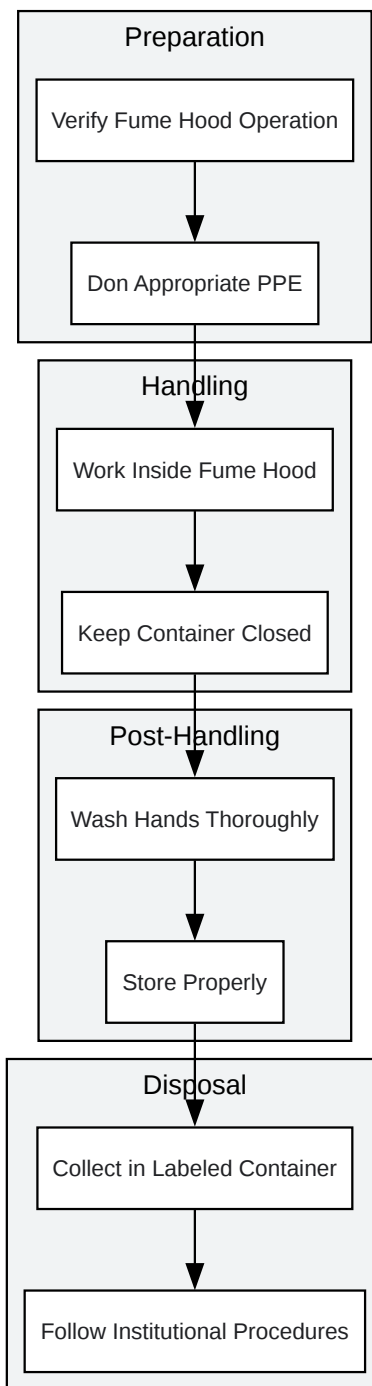 Preparation
Verify Fume Hood Operation
Don Appropriate PPE
Handling
Work Inside Fume Hood
Keep Container Closed
Post-Handling
Wash Hands Thoroughly
Store Properly
Disposal
Collect in Labeled Container
Follow Institutional Procedures